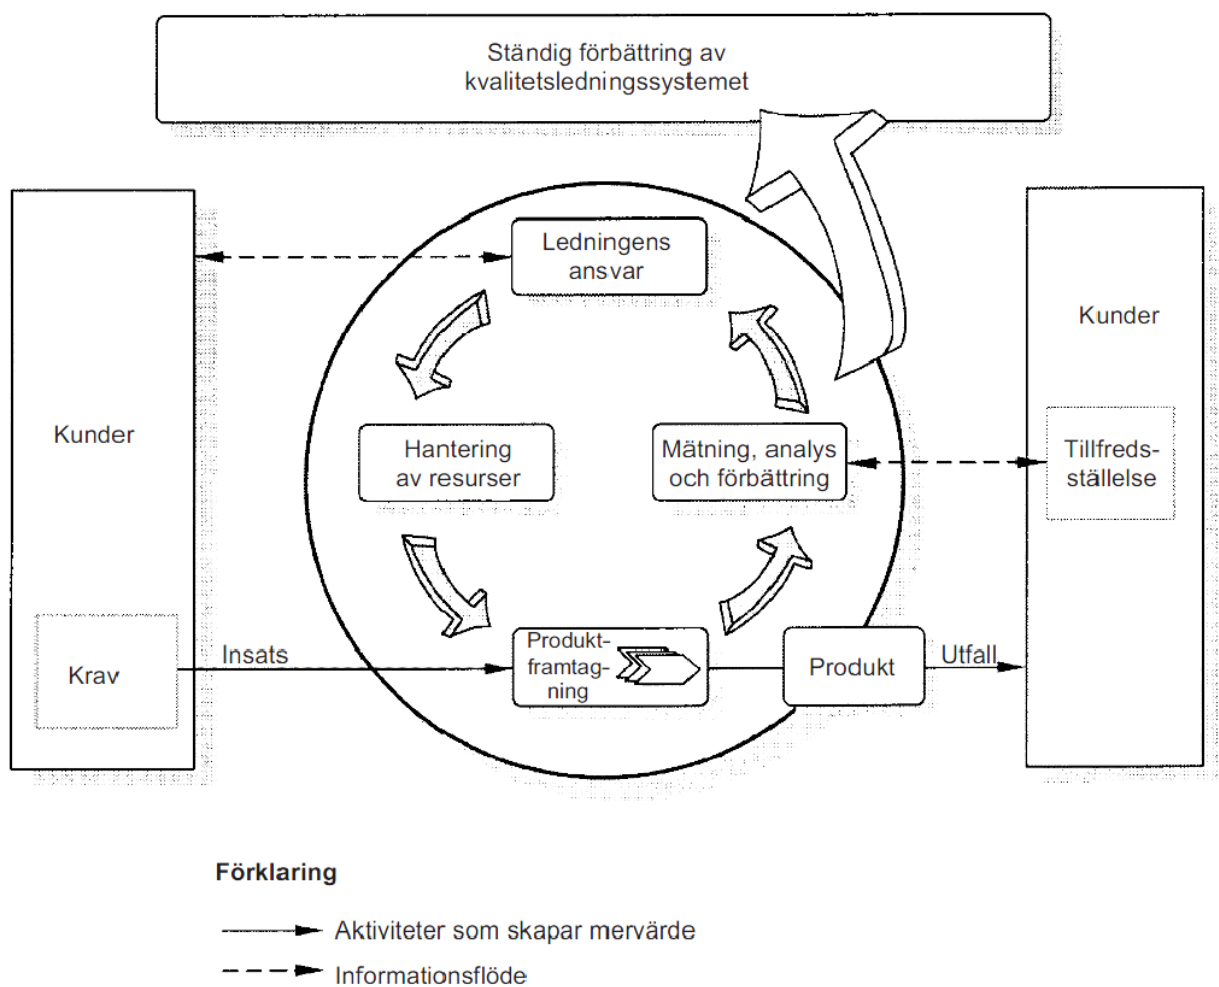 Ständig förbättring av
kvalitetsledningssystemet
Ledningens
ansvar
Kunder
Kunder
Hantering
av resurser
Mätning, analys
och förbättring
Tillfreds-
ställelse
Krav
Insats
Produkt-
framtag-
ning
Produkt
Utfall
Förklaring
Aktiviteter som skapar mervärde
Informationsflöde